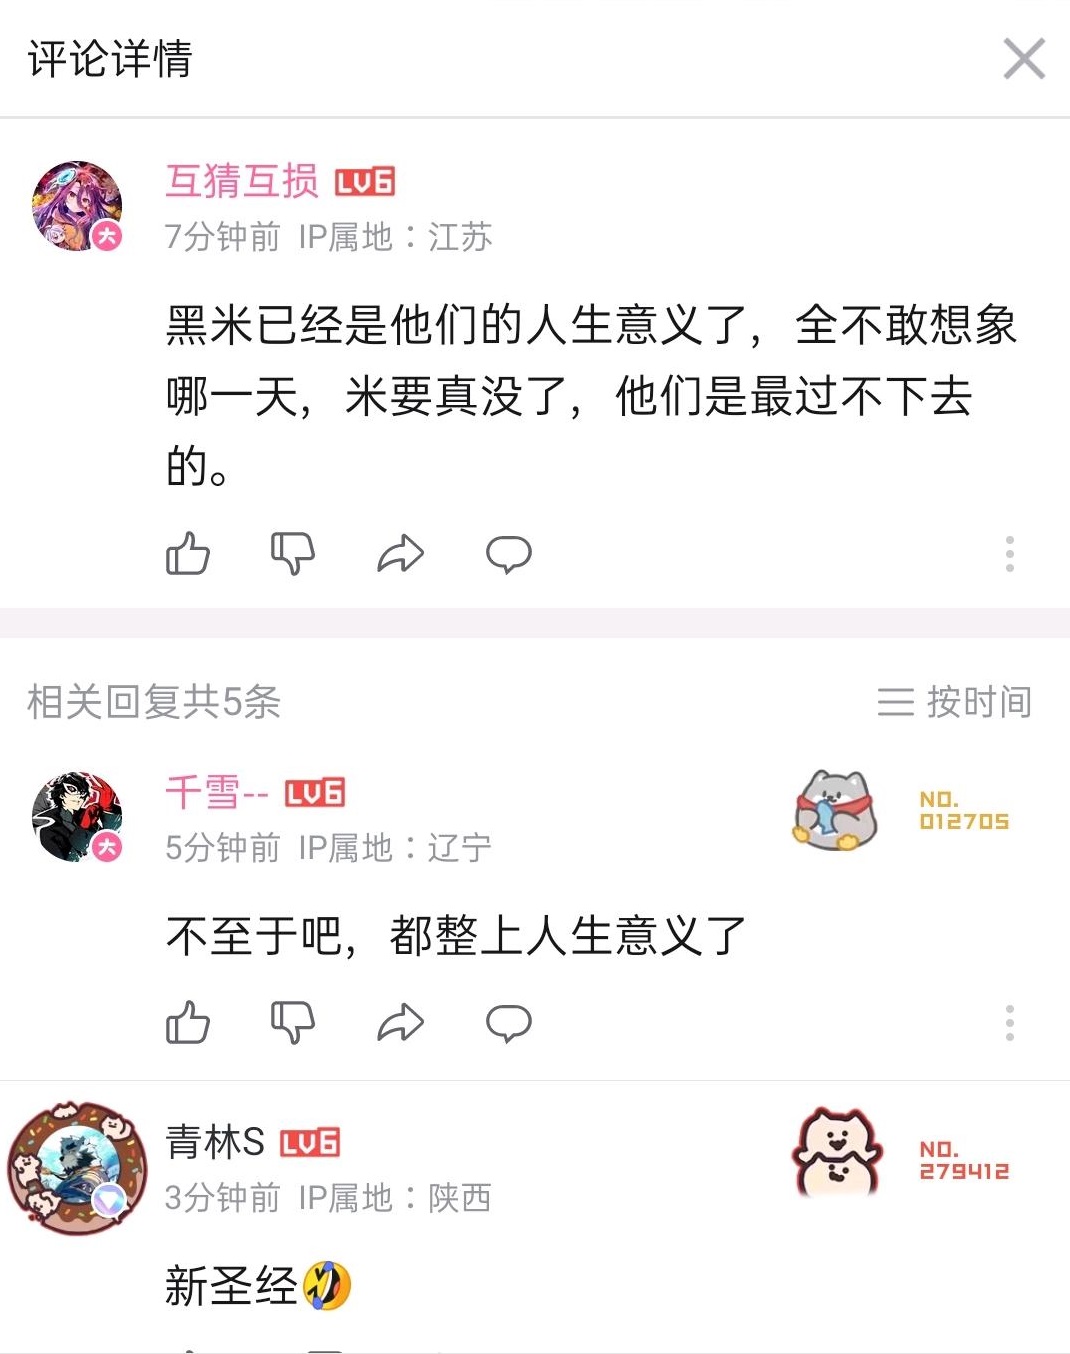 评论详情
互猜互损 LV6
7分钟前 IP属地：江苏
黑米已经是他们的人生意义了，全不敢想象
哪一天，米要真没了，他们是最过不下去
的。
相关回复共5条 按时间
千雪-- LV6
NO.
012705
5分钟前 IP属地：辽宁
不至于吧，都整上人生意义了
青林S LV6
NO.
279412
3分钟前 IP属地：陕西
新圣经🤣